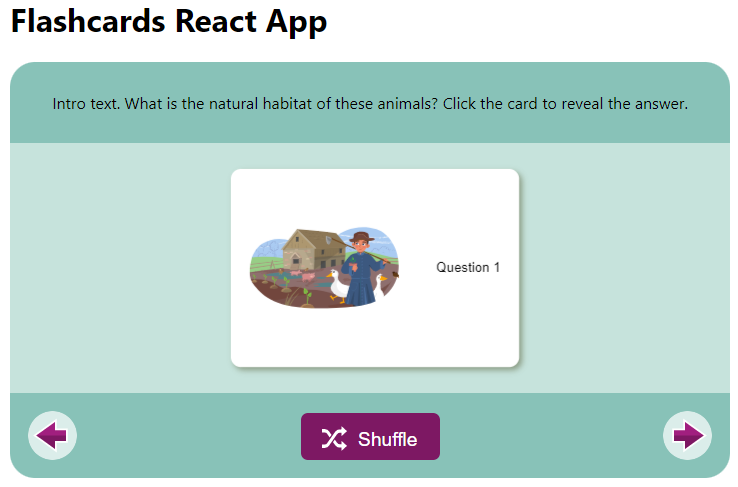 Flashcards React App
Intro text. What is the natural habitat of these animals? Click the card to reveal the answer.
Question 1
Shuffle